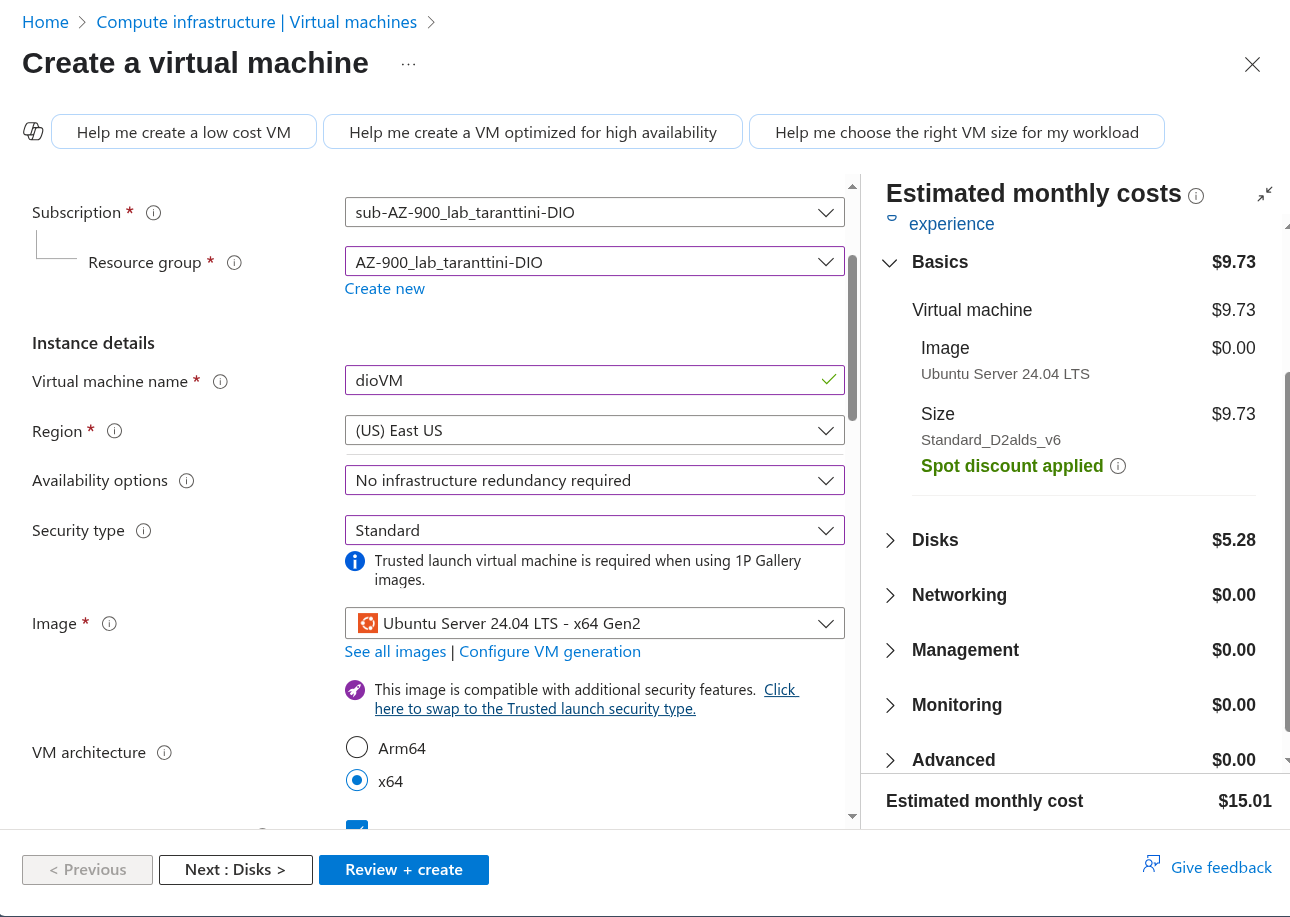 Home > Compute infrastructure | Virtual machines >
Create a virtual machine ...
Help me create a low cost VM
Help me create a VM optimized for high availability
Help me choose the right VM size for my workload
Subscription *
sub-AZ-900_lab_taranttini-DIO
Resource group *
AZ-900_lab_taranttini-DIO
Create new
Instance details
Virtual machine name *
dioVM
Region *
(US) East US
Availability options
No infrastructure redundancy required
Security type
Standard
Trusted launch virtual machine is required when using 1P Gallery
images.
Image *
Ubuntu Server 24.04 LTS - x64 Gen2
See all images | Configure VM generation
This image is compatible with additional security features. Click
here to swap to the Trusted launch security type.
VM architecture
Arm64
x64
< Previous
Next : Disks >
Review + create
Estimated monthly costs
experience
Basics $9.73
Virtual machine $9.73
Image $0.00
Ubuntu Server 24.04 LTS
Size $9.73
Standard_D2alds_v6
Spot discount applied
Disks $5.28
Networking $0.00
Management $0.00
Monitoring $0.00
Advanced $0.00
Estimated monthly cost $15.01
Give feedback